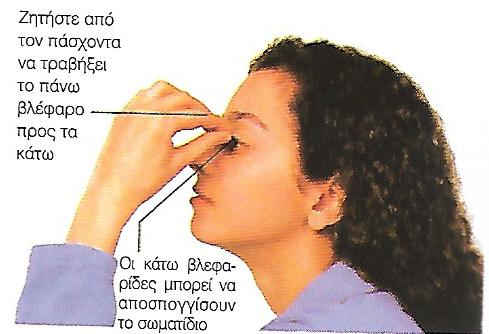 Ζητήστε από
τον πάσχοντα
να τραβήξει
το πάνω
βλέφαρο
προς τα
κάτω
Οι κάτω βλεφα-
ρίδες μπορεί να
αποσπογγίσουν
το σωματίδιο